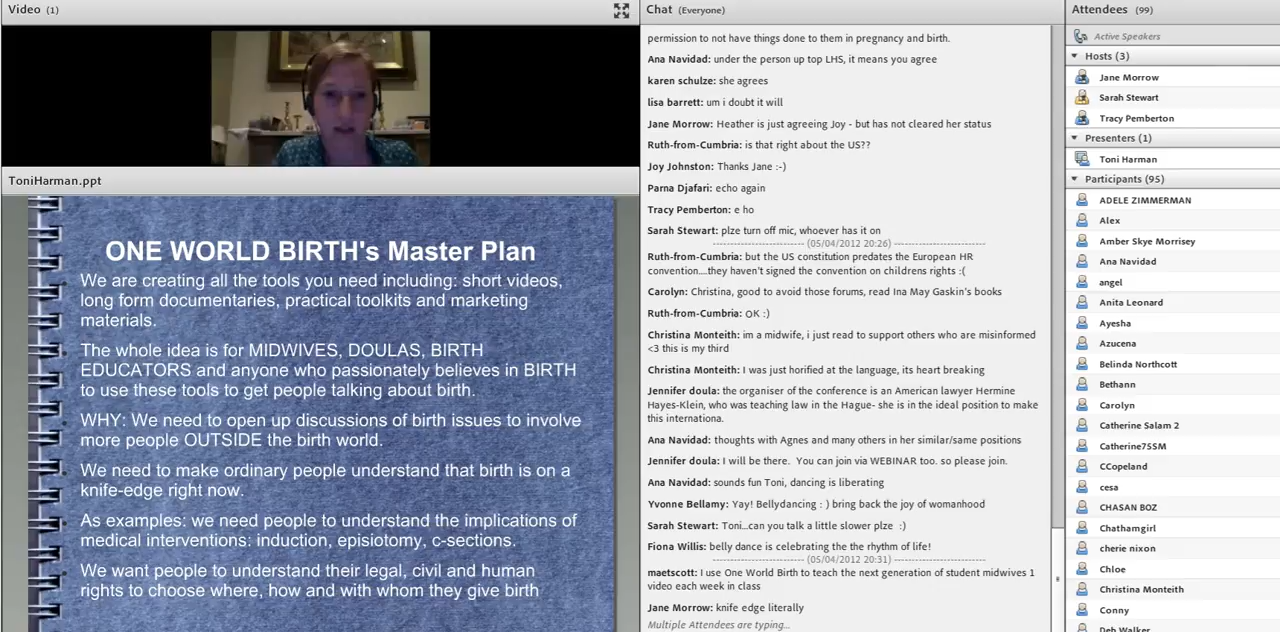 Video (1)
ToniHarman.ppt
ONE WORLD BIRTH's Master Plan
We are creating all the tools you need including: short videos,
long form documentaries, practical toolkits and marketing
materials.
The whole idea is for MIDWIVES, DOULAS, BIRTH
EDUCATORS and anyone who passionately believes in BIRTH
to use these tools to get people talking about birth.
WHY: We need to open up discussions of birth issues to involve
more people OUTSIDE the birth world.
We need to make ordinary people understand that birth is on a
knife-edge right now.
As examples: we need people to understand the implications of
medical interventions: induction, episiotomy, c-sections.
We want people to understand their legal, civil and human
rights to choose where, how and with whom they give birth
Chat (Everyone)
permission to not have things done to them in pregnancy and birth.
Ana Navidad: under the person up top LHS, it means you agree
karen schulze: she agrees
lisa barrett: um i doubt it will
Jane Morrow: Heather is just agreeing Joy - but has not cleared her status
Ruth-from-Cumbria: is that right about the US??
Joy Johnston: Thanks Jane :-)
Parna Djafari: echo again
Tracy Pemberton: e ho
Sarah Stewart: plze turn off mic, whoever has it on
------------------- (05/04/2012 20:26) -------------------
Ruth-from-Cumbria: but the US constitution predates the European HR
convention....they haven't signed the convention on childrens rights :(
Carolyn: Christina, good to avoid those forums, read Ina May Gaskin's books
Ruth-from-Cumbria: OK :)
Christina Monteith: im a midwife, i just read to support others who are misinformed
<3 this is my third
Christina Monteith: I was just horified at the language, its heart breaking
Jennifer doula: the organiser of the conference is an American lawyer Hermine
Hayes-Klein, who was teaching law in the Hague- she is in the ideal position to make
this internationa.
Ana Navidad: thoughts with Agnes and many others in her similar/same positions
Jennifer doula: I will be there. You can join via WEBINAR too. so please join.
Ana Navidad: sounds fun Toni, dancing is liberating
Yvonne Bellamy: Yay! Bellydancing : ) bring back the joy of womanhood
Sarah Stewart: Toni...can you talk a little slower plze :)
Fiona Willis: belly dance is celebrating the the rhythm of life!
------------------- (05/04/2012 20:31) -------------------
maetscott: I use One World Birth to teach the next generation of student midwives 1
video each week in class
Jane Morrow: knife edge literally
Multiple Attendees are typing...
Attendees (99)
Active Speakers
Hosts (3)
Jane Morrow
Sarah Stewart
Tracy Pemberton
Presenters (1)
Toni Harman
Participants (95)
ADELE ZIMMERMAN
Alex
Amber Skye Morrisey
Ana Navidad
angel
Anita Leonard
Ayesha
Azucena
Belinda Northcott
Bethann
Carolyn
Catherine Salam 2
Catherine75SM
CCopeland
cesa
CHASAN BOZ
Chathamgirl
cherie nixon
Chloe
Christina Monteith
Conny
Deb Walker